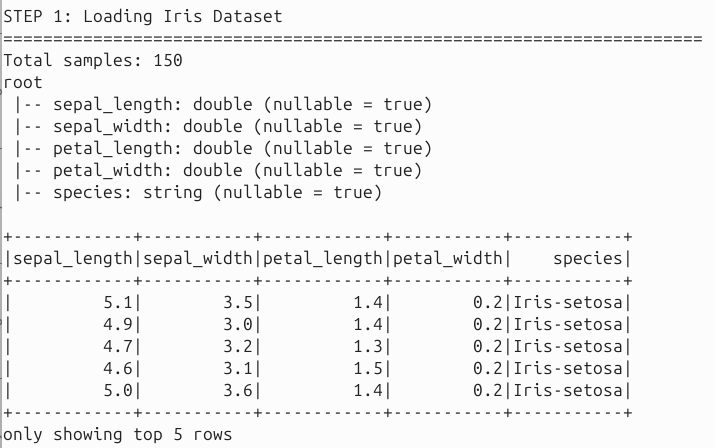 STEP 1: Loading Iris Dataset
======================================================================
Total samples: 150
root
 |-- sepal_length: double (nullable = true)
 |-- sepal_width: double (nullable = true)
 |-- petal_length: double (nullable = true)
 |-- petal_width: double (nullable = true)
 |-- species: string (nullable = true)

+------------+-----------+------------+-----------+-----------+
|sepal_length|sepal_width|petal_length|petal_width|    species|
+------------+-----------+------------+-----------+-----------+
|         5.1|        3.5|         1.4|        0.2|Iris-setosa|
|         4.9|        3.0|         1.4|        0.2|Iris-setosa|
|         4.7|        3.2|         1.3|        0.2|Iris-setosa|
|         4.6|        3.1|         1.5|        0.2|Iris-setosa|
|         5.0|        3.6|         1.4|        0.2|Iris-setosa|
+------------+-----------+------------+-----------+-----------+
only showing top 5 rows